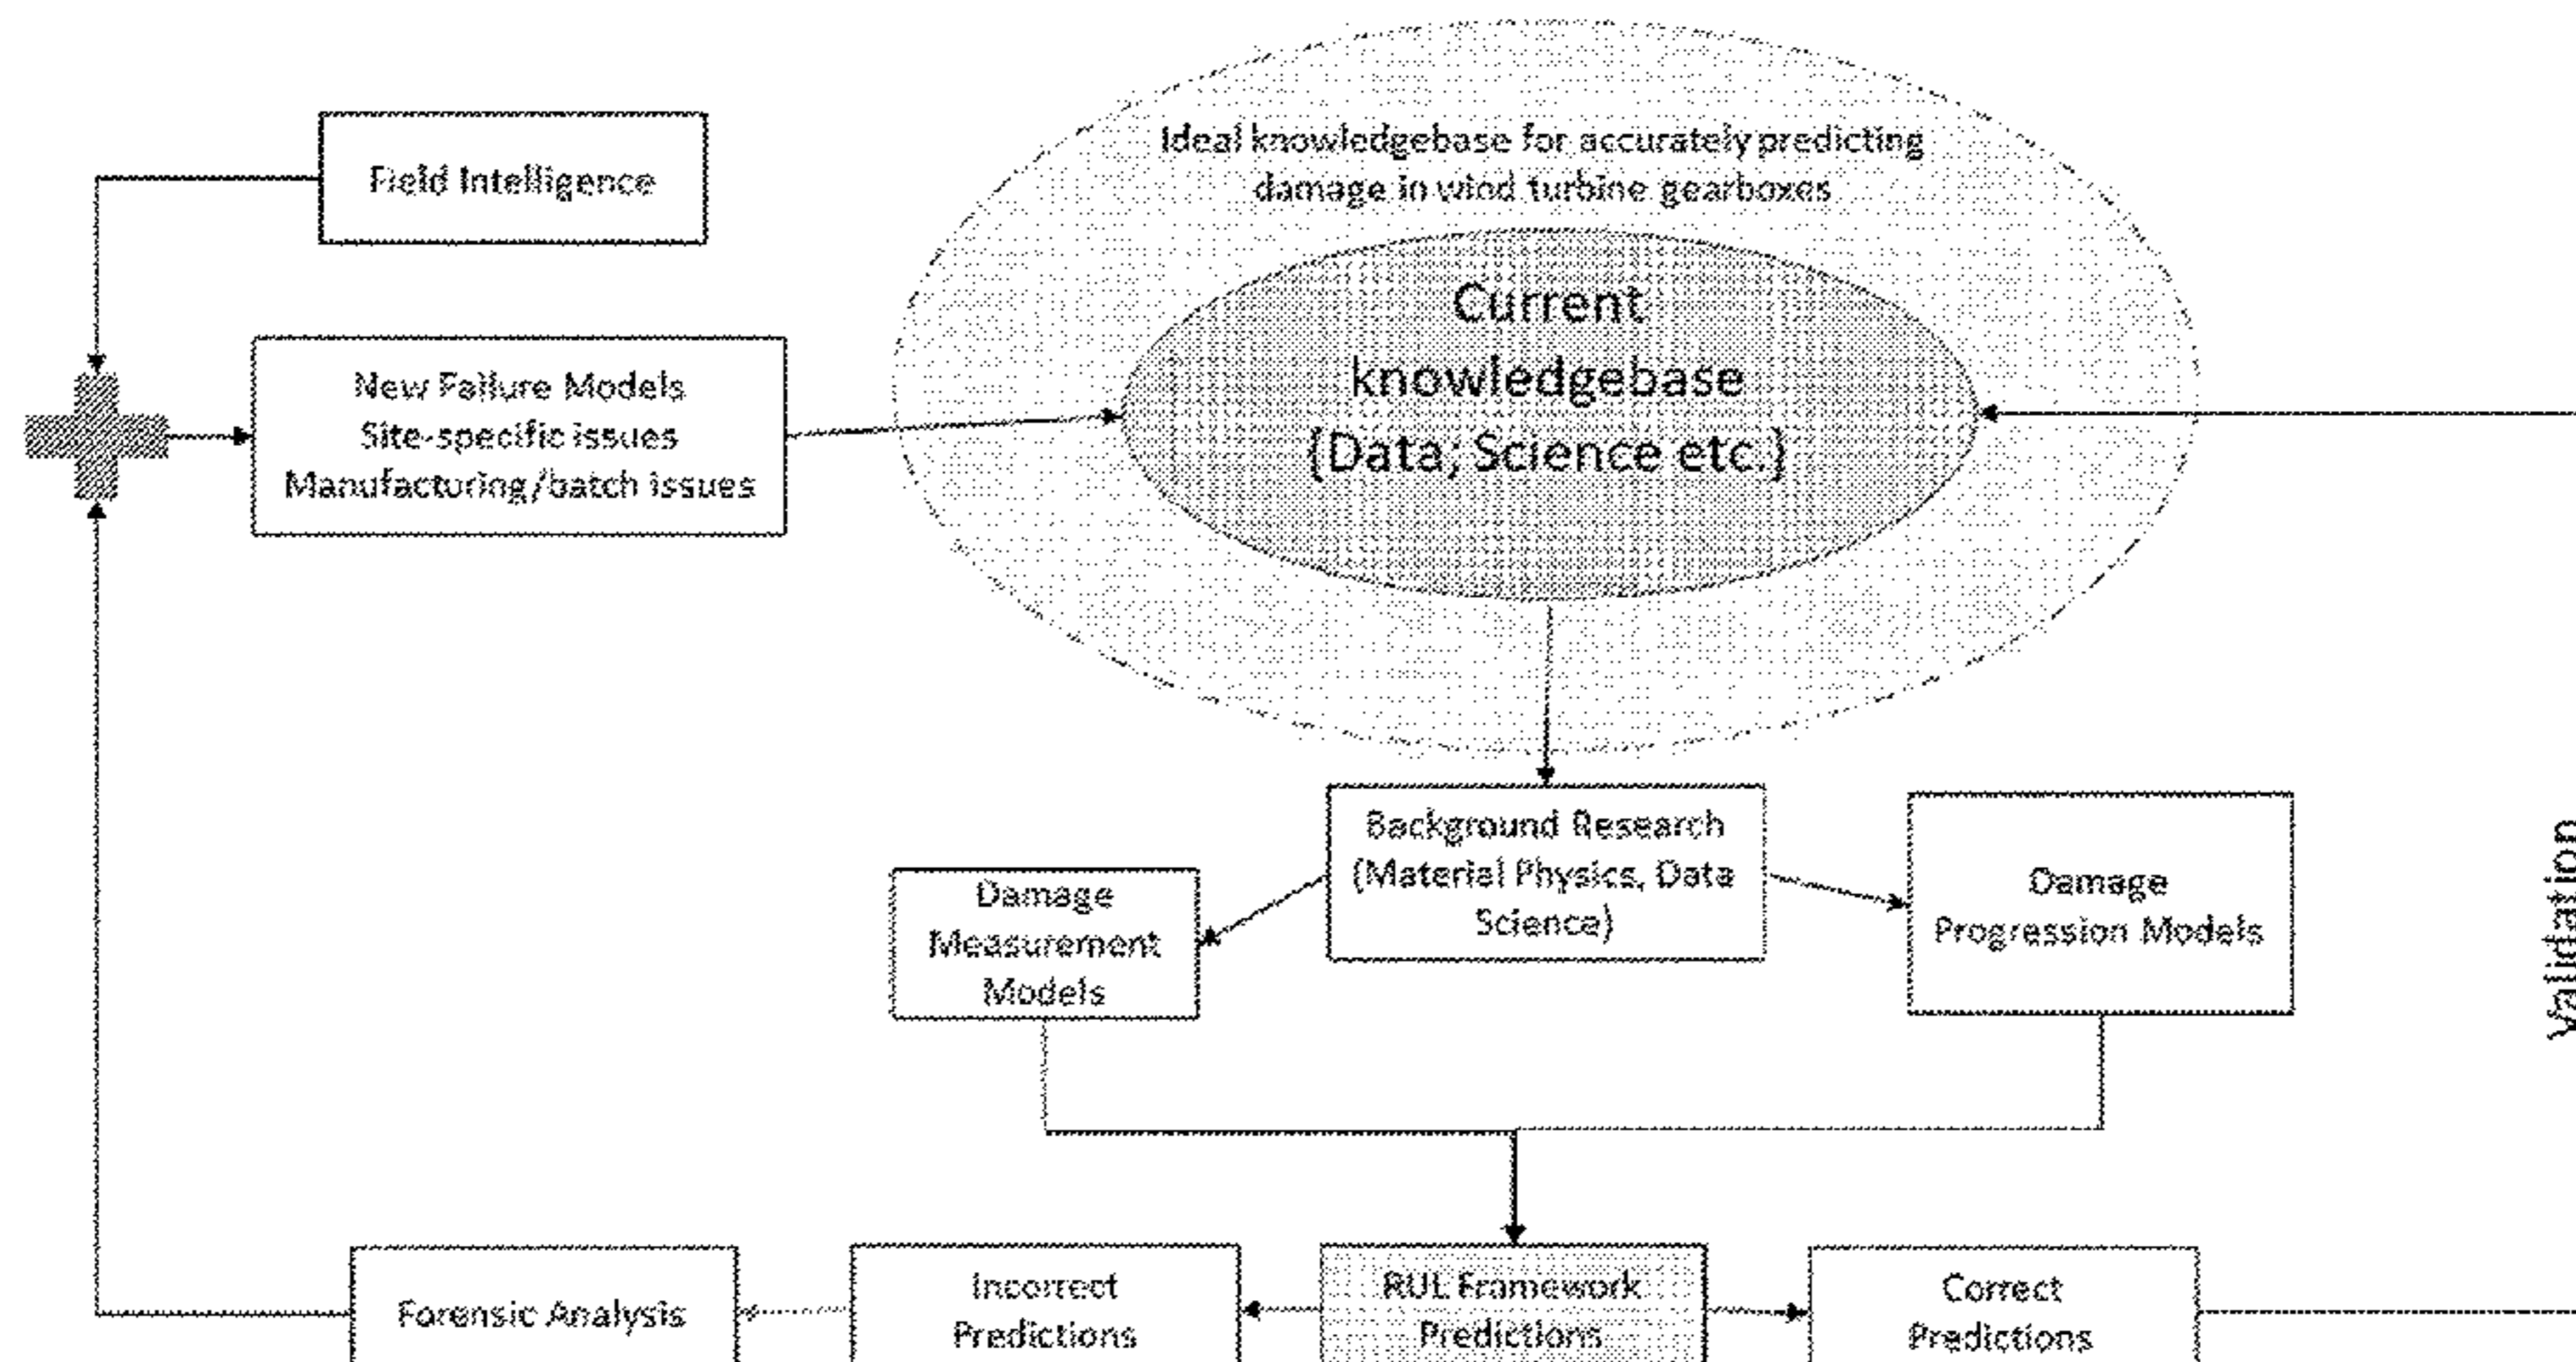 Field Intelligence
Ideal knowledgebase for accurately predicting
damage in wind turbine gearboxes
New Failure Models
Site-specific issues
Manufacturing/batch issues
Current
knowledgebase
(Data; Science etc.)
Background Research
(Material Physics, Data
Science)
Damage
Measurement
Models
Damage
Progression Models
Validation
Forensic Analysis
Incorrect
Predictions
RUL Framework
Predictions
Correct
Predictions